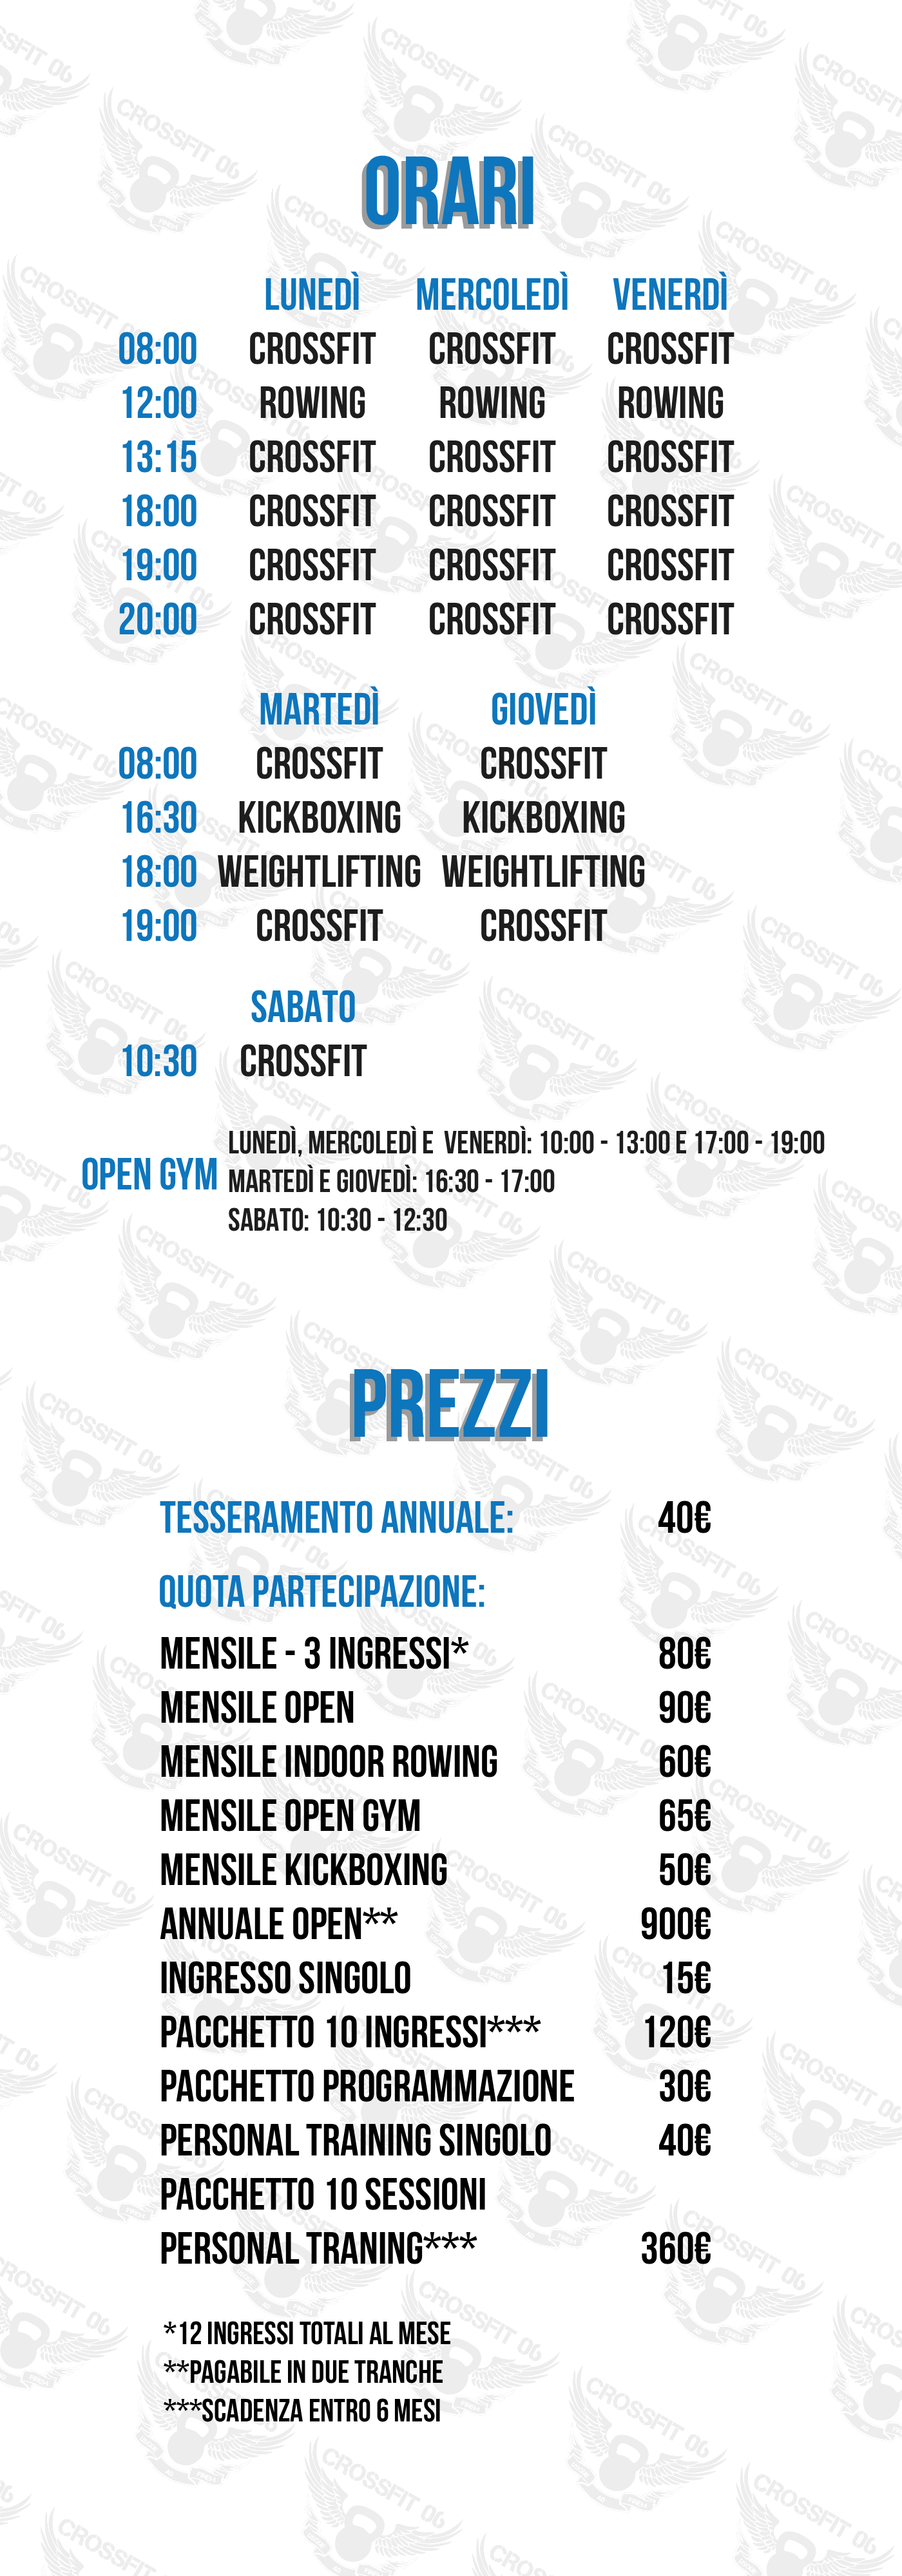 ORARI
LUNEDÌ MERCOLEDÌ VENERDÌ
08:00 CROSSFIT CROSSFIT CROSSFIT
12:00 ROWING ROWING ROWING
13:15 CROSSFIT CROSSFIT CROSSFIT
18:00 CROSSFIT CROSSFIT CROSSFIT
19:00 CROSSFIT CROSSFIT CROSSFIT
20:00 CROSSFIT CROSSFIT CROSSFIT
MARTEDÌ GIOVEDÌ
08:00 CROSSFIT CROSSFIT
16:30 KICKBOXING KICKBOXING
18:00 WEIGHTLIFTING WEIGHTLIFTING
19:00 CROSSFIT CROSSFIT
SABATO
10:30 CROSSFIT
OPEN GYM
LUNEDÌ, MERCOLEDÌ E VENERDÌ: 10:00 - 13:00 E 17:00 - 19:00
MARTEDÌ E GIOVEDÌ: 16:30 - 17:00
SABATO: 10:30 - 12:30
PREZZI
TESSERAMENTO ANNUALE: 40€
QUOTA PARTECIPAZIONE:
MENSILE - 3 INGRESSI* 80€
MENSILE OPEN 90€
MENSILE INDOOR ROWING 60€
MENSILE OPEN GYM 65€
MENSILE KICKBOXING 50€
ANNUALE OPEN** 900€
INGRESSO SINGOLO 15€
PACCHETTO 10 INGRESSI*** 120€
PACCHETTO PROGRAMMAZIONE 30€
PERSONAL TRAINING SINGOLO 40€
PACCHETTO 10 SESSIONI
PERSONAL TRANING*** 360€
*12 INGRESSI TOTALI AL MESE
**PAGABILE IN DUE TRANCHE
***SCADENZA ENTRO 6 MESI
CROSSFIT 06